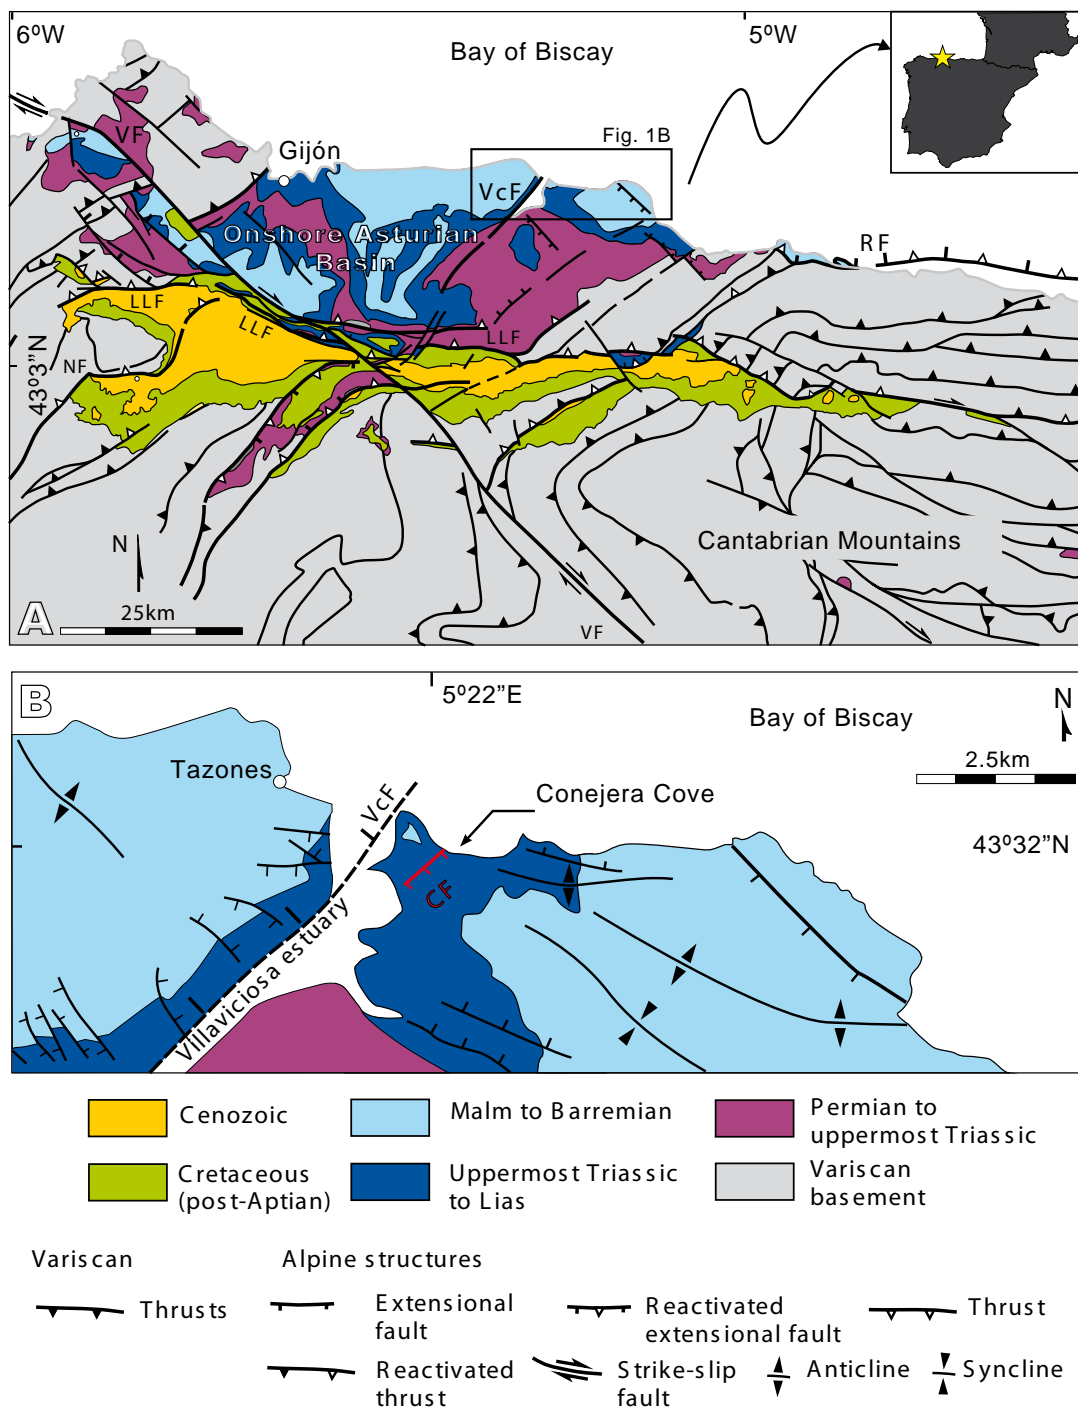 6ºW
5ºW
Bay of Biscay
Fig. 1B
VF
Gijón
VcF
RF
Onshore Asturian
Basin
LLF
LLF
LLF
NF
43º3"N
N
Cantabrian Mountains
A
25km
VF
B
5º22"E
N
Bay of Biscay
2.5km
Tazones
VcF
Conejera Cove
43º32"N
CF
Villaviciosa estuary
Cenozoic
Malm to Barremian
Permian to
uppermost Triassic
Cretaceous
(post-Aptian)
Uppermost Triassic
to Lias
Variscan
basement
Variscan
Alpine structures
Thrusts
Extensional
fault
Reactivated
extensional fault
Thrust
Reactivated
thrust
Strike-slip
fault
Anticline
Syncline